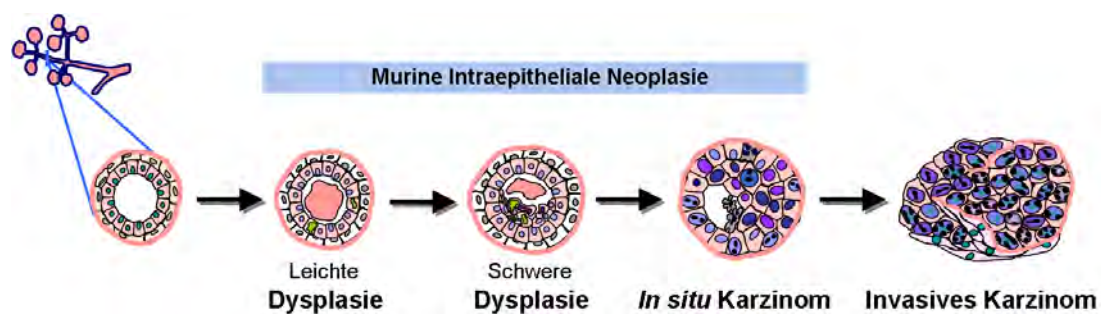 Murine Intraepitheliale Neoplasie
Leichte
Dysplasie
Schwere
Dysplasie
In situ Karzinom
Invasives Karzinom